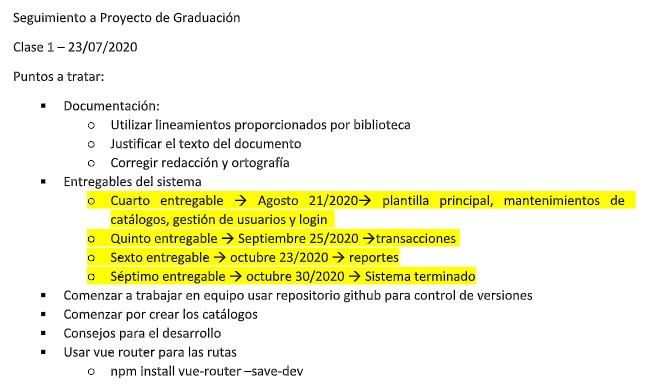 Seguimiento a Proyecto de Graduación
Clase 1 – 23/07/2020
Puntos a tratar:
▪ Documentación:
o Utilizar lineamientos proporcionados por biblioteca
o Justificar el texto del documento
o Corregir redacción y ortografía
▪ Entregables del sistema
o Cuarto entregable → Agosto 21/2020→ plantilla principal, mantenimientos de
catálogos, gestión de usuarios y login
o Quinto entregable → Septiembre 25/2020 →transacciones
o Sexto entregable → octubre 23/2020 → reportes
o Séptimo entregable → octubre 30/2020 → Sistema terminado
▪ Comenzar a trabajar en equipo usar repositorio github para control de versiones
▪ Comenzar por crear los catálogos
▪ Consejos para el desarrollo
▪ Usar vue router para las rutas
o npm install vue-router –save-dev